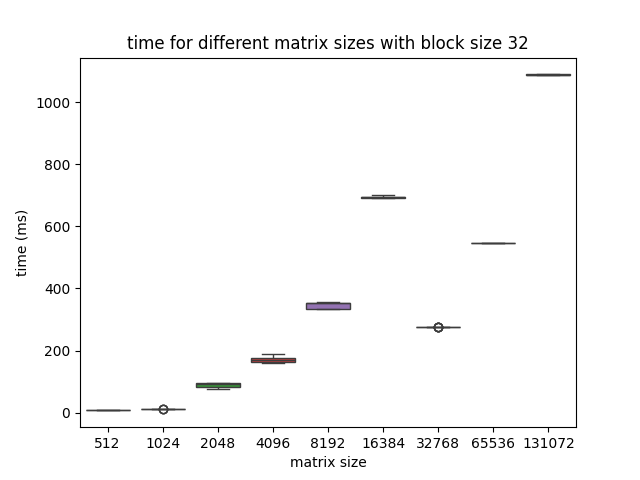 time for different matrix sizes with block size 32
1000
800
600
400
200
0
time (ms)
512 1024 2048 4096 8192 16384 32768 65536 131072
matrix size